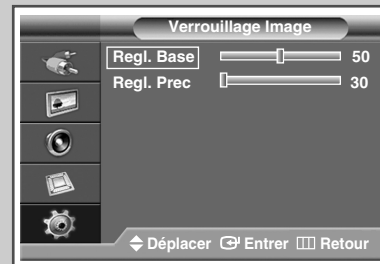 Verrouillage Image
Regl. Base 50
Regl. Prec 30
Déplacer Entrer Retour